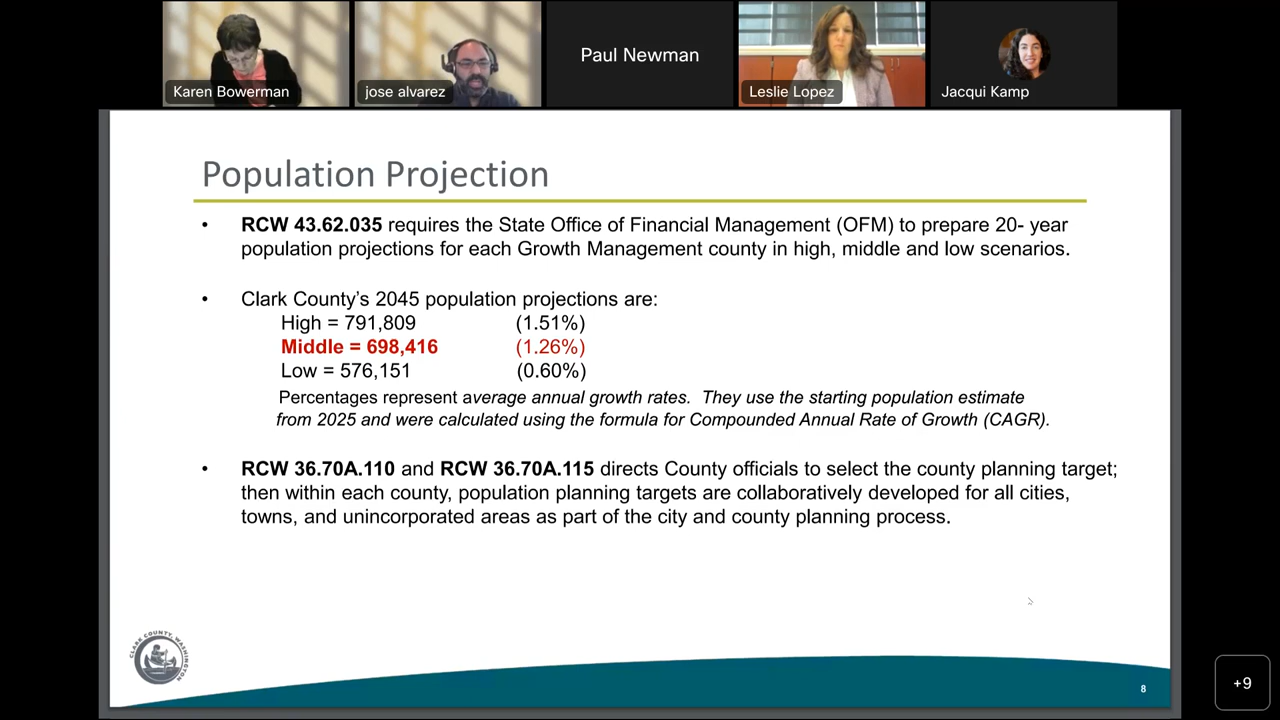 Karen Bowerman
jose alvarez
Paul Newman
Leslie Lopez
Jacqui Kamp
Population Projection
• RCW 43.62.035 requires the State Office of Financial Management (OFM) to prepare 20- year
population projections for each Growth Management county in high, middle and low scenarios.
• Clark County’s 2045 population projections are:
High = 791,809 (1.51%)
Middle = 698,416 (1.26%)
Low = 576,151 (0.60%)
Percentages represent average annual growth rates. They use the starting population estimate
from 2025 and were calculated using the formula for Compounded Annual Rate of Growth (CAGR).
• RCW 36.70A.110 and RCW 36.70A.115 directs County officials to select the county planning target;
then within each county, population planning targets are collaboratively developed for all cities,
towns, and unincorporated areas as part of the city and county planning process.
CLARK COUNTY, WASHINGTON
8
+9